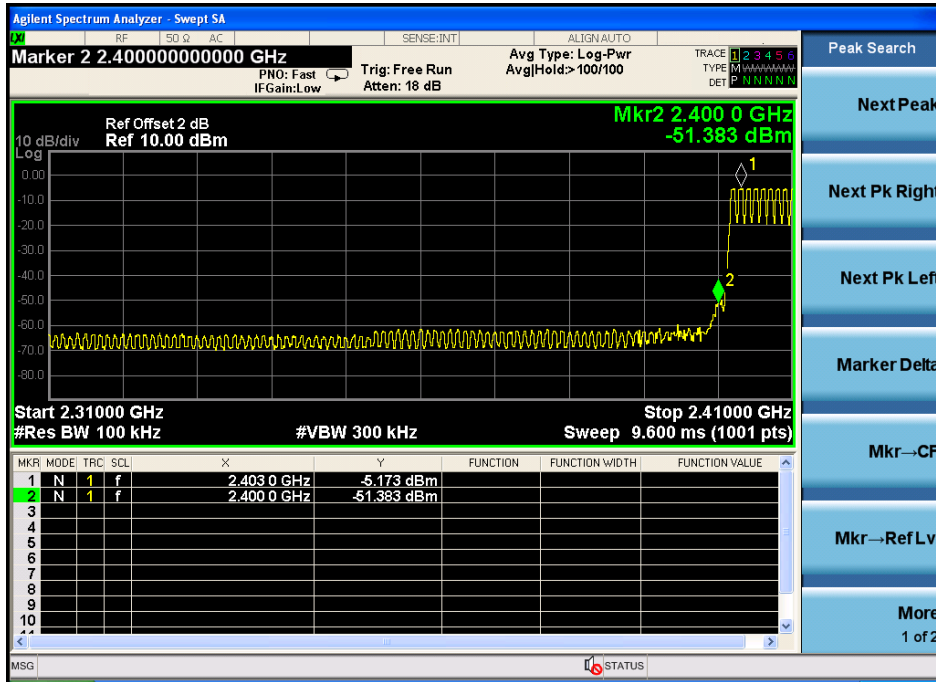 Agilent Spectrum Analyzer - Swept SA
LXI RF 50 Ω AC SENSE:INT ALIGN AUTO
Marker 2 2.400000000000 GHz
PNO: Fast
IFGain:Low
Trig: Free Run
Atten: 18 dB
Avg Type: Log-Pwr
Avg|Hold:> 100/100
TRACE 1 2 3 4 5 6
TYPE M
DET P N N N N N
Peak Search
Next Peak
Next Pk Right
Next Pk Left
Marker Delta
Mkr→CF
Mkr→Ref Lv
More
1 of 2
Mkr2 2.400 0 GHz
-51.383 dBm
Ref Offset 2 dB
10 dB/div Ref 10.00 dBm
Log
0.00
-10.0
-20.0
-30.0
-40.0
-50.0
-60.0
-70.0
-80.0
1
2
Start 2.31000 GHz Stop 2.41000 GHz
#Res BW 100 kHz #VBW 300 kHz Sweep 9.600 ms (1001 pts)
MKR MODE TRC SCL X Y FUNCTION FUNCTION WIDTH FUNCTION VALUE
1 N 1 f 2.403 0 GHz -5.173 dBm
2 N 1 f 2.400 0 GHz -51.383 dBm
3
4
5
6
7
8
9
10
11
MSG STATUS